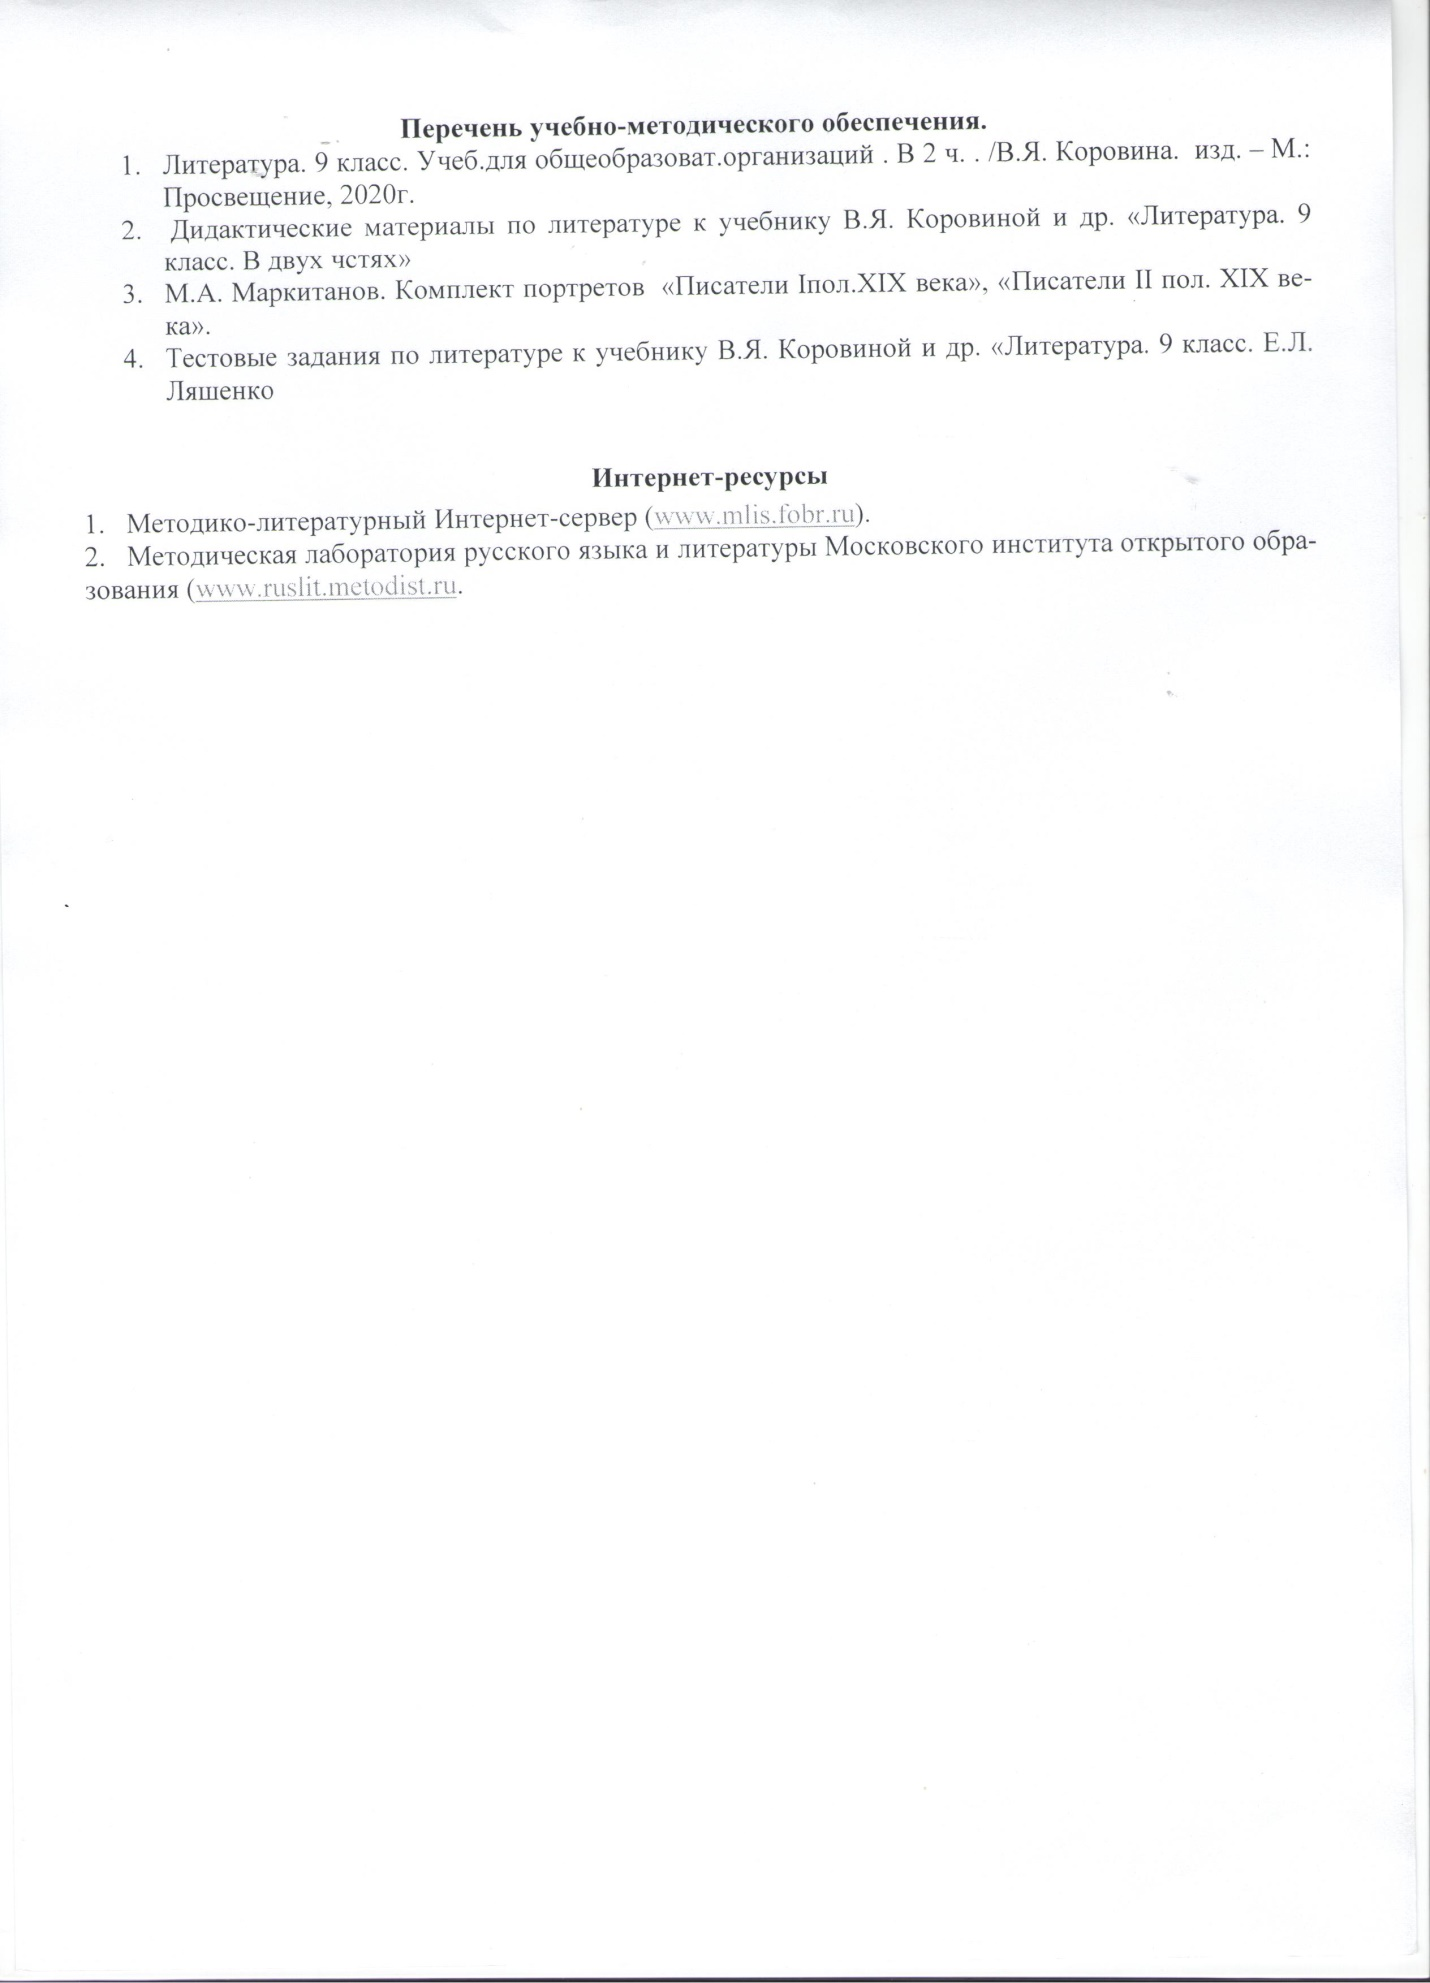 Перечень учебно-методического обеспечения.
1. Литература. 9 класс. Учеб.для общеобразоват.организаций . В 2 ч. . /В.Я. Коровина. изд. – М.:
Просвещение, 2020г.
2. Дидактические материалы по литературе к учебнику В.Я. Коровиной и др. «Литература. 9
класс. В двух чстях»
3. М.А. Маркитанов. Комплект портретов «Писатели Iпол.XIX века», «Писатели II пол. XIX ве-
ка».
4. Тестовые задания по литературе к учебнику В.Я. Коровиной и др. «Литература. 9 класс. Е.Л.
Ляшенко
Интернет-ресурсы
1. Методико-литературный Интернет-сервер (www.mlis.fobr.ru).
2. Методическая лаборатория русского языка и литературы Московского института открытого обра-
зования (www.ruslit.metodist.ru.